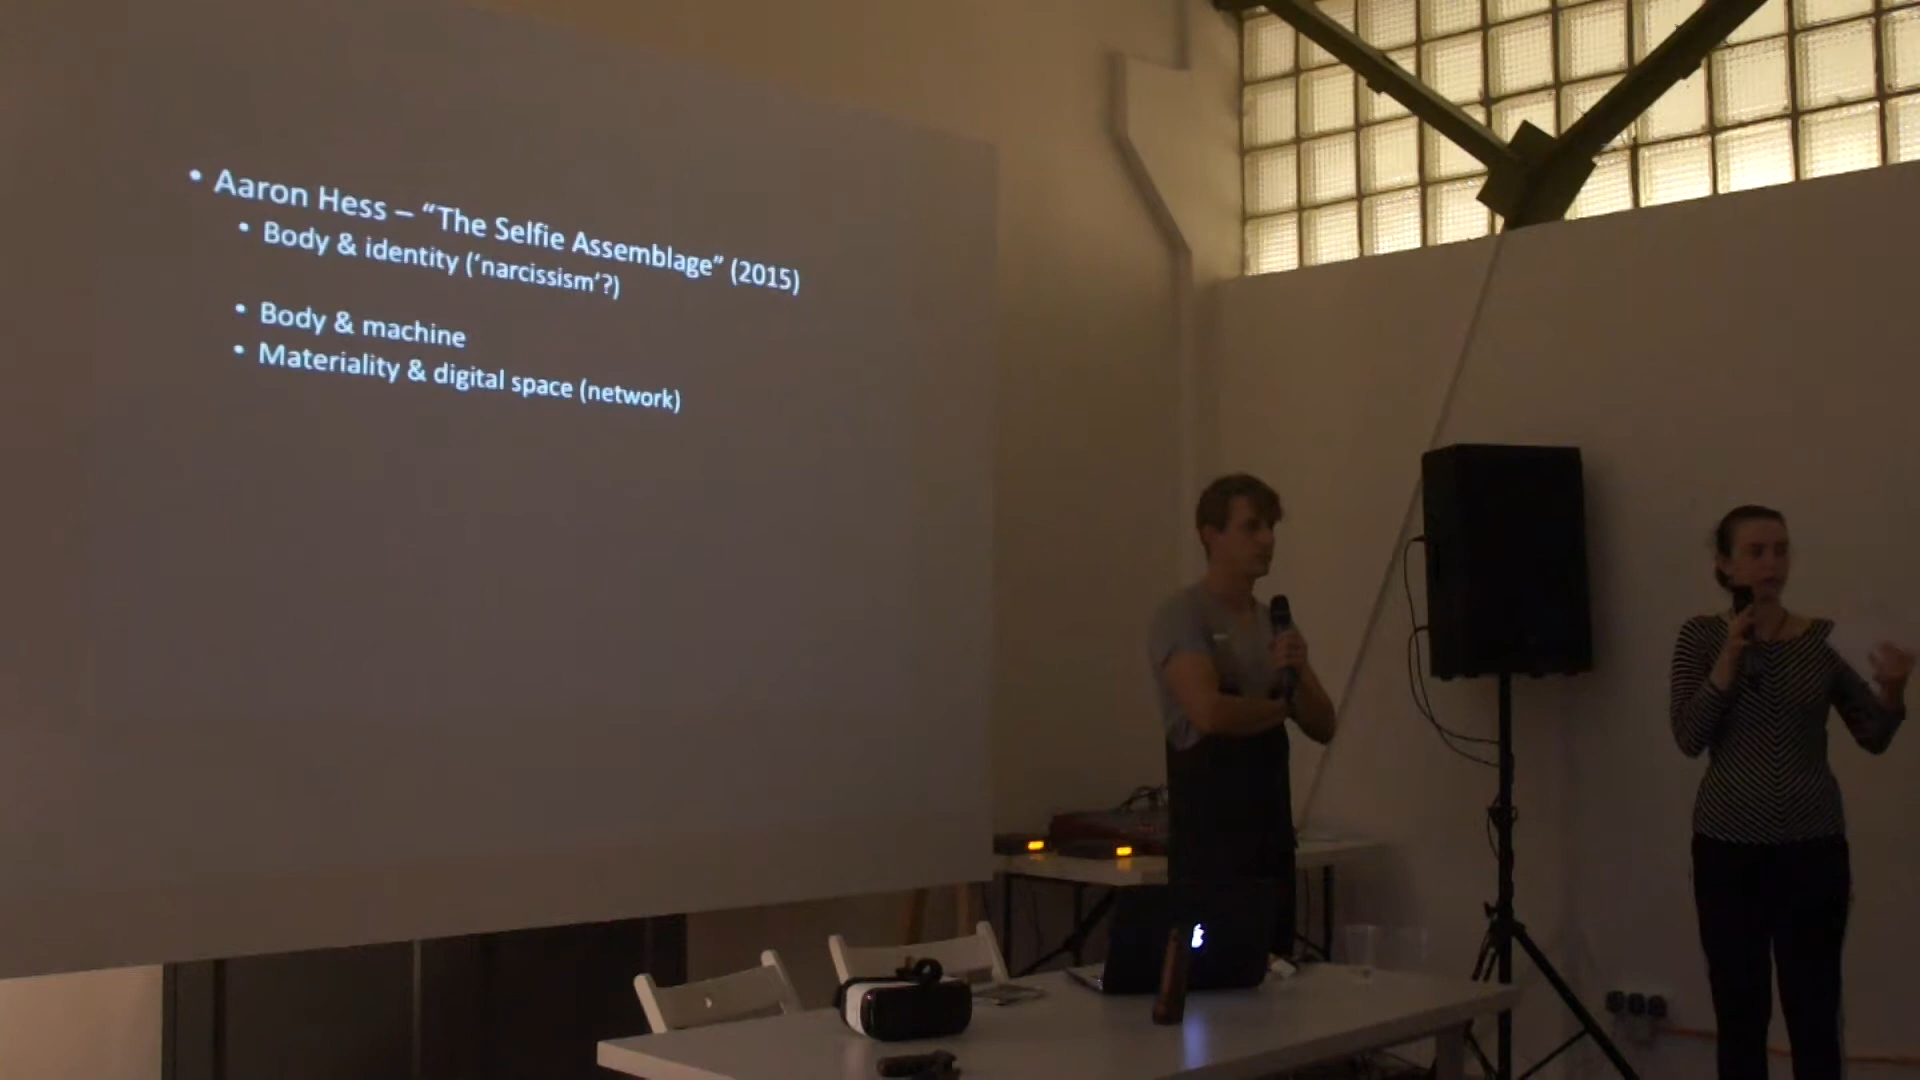 • Aaron Hess – “The Selfie Assemblage” (2015)
• Body & identity (‘narcissism’?)
• Body & machine
• Materiality & digital space (network)